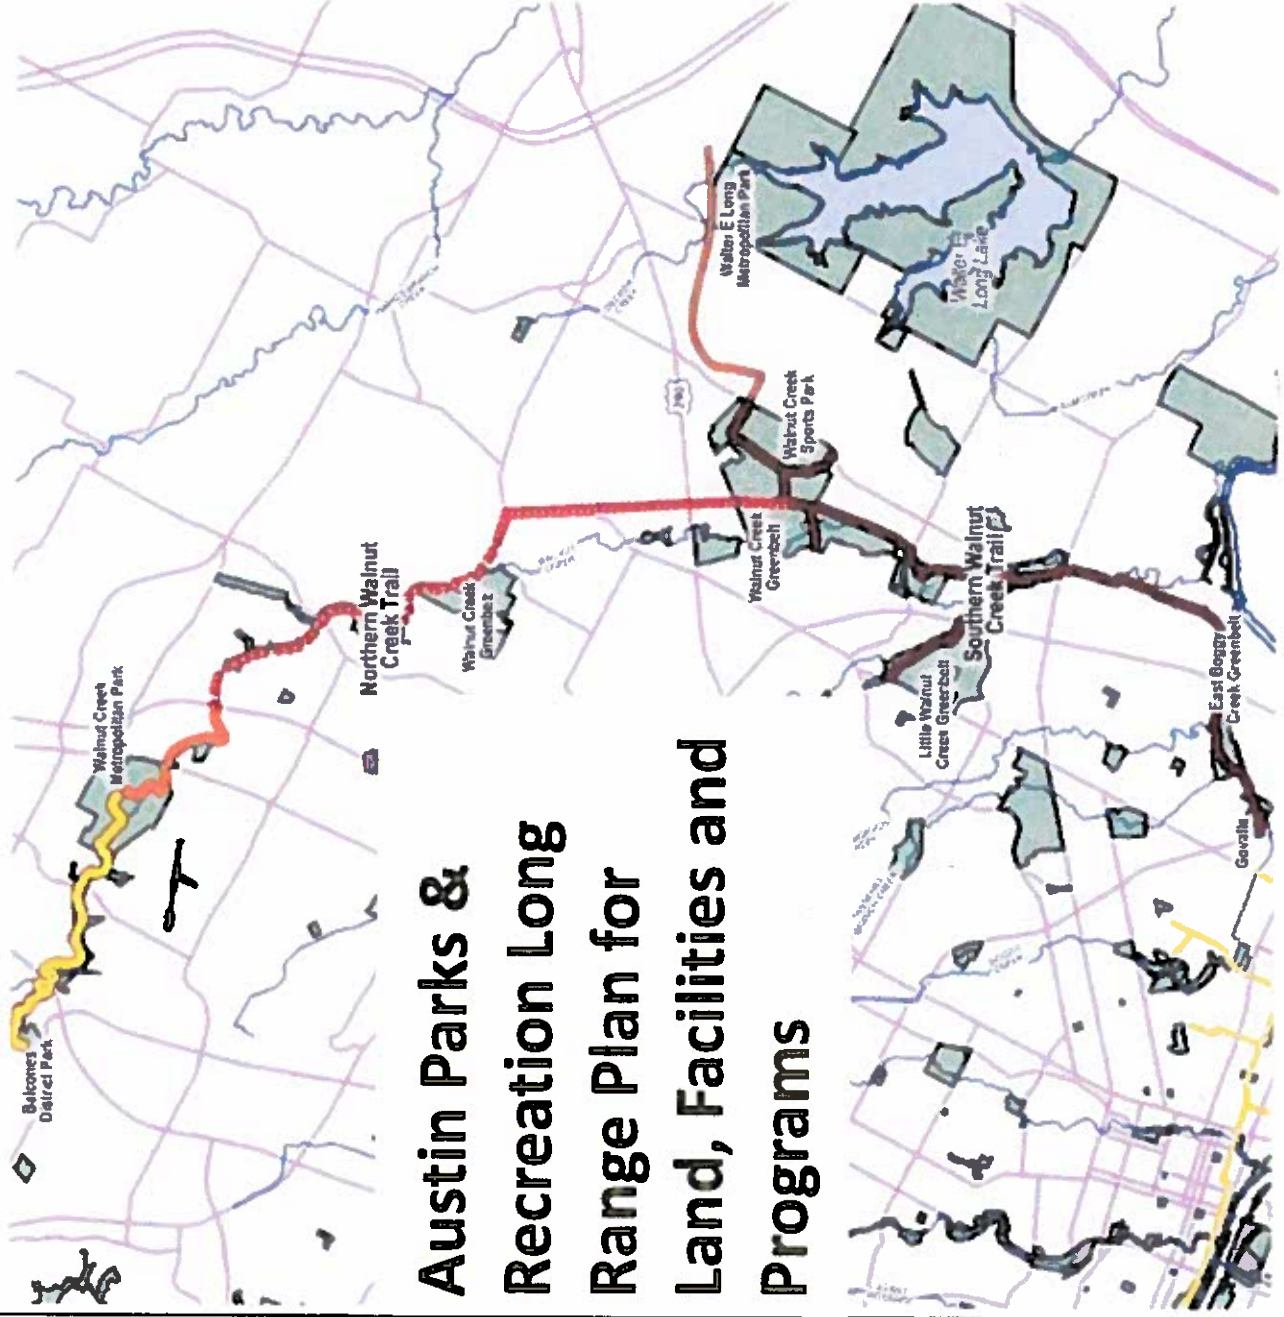 Balcones
District Park
Walnut Creek
Metropolitan Park
Northern Walnut
Creek Trail
Walnut Creek
Greenbelt
Austin Parks &
Recreation Long
Range Plan for
Land, Facilities and
Programs
290
Walter E Long
Metropolitan Park
Walter E
Long Lake
Walnut Creek
Sports Park
Walnut Creek
Greenbelt
Southern Walnut
Creek Trail
Little Walnut
Creek Greenbelt
East Boggy
Creek Greenbelt
Govalle